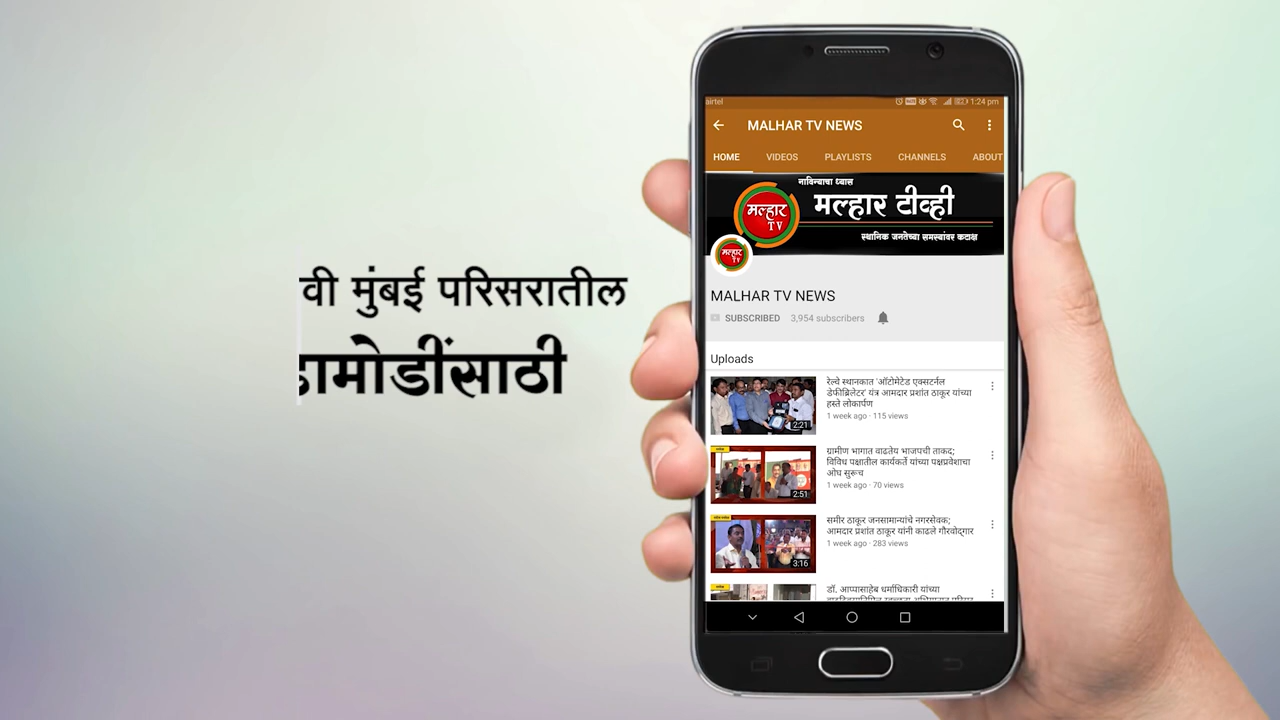 वी मुंबई परिसरातील
ामोडींसाठी
airtel
1:24 pm
MALHAR TV NEWS
HOME VIDEOS PLAYLISTS CHANNELS ABOUT
नाविन्याचा ध्यास
मल्हार टीव्ही
स्थानिक जनतेच्या समस्यांवर कटाक्ष
मल्हार
TV
मल्हार
TV
MALHAR TV NEWS
SUBSCRIBED 3,954 subscribers
Uploads
रेल्वे स्थानकात 'ऑटोमेटेड एक्सटर्नल
डेफीब्रिलेटर' यंत्र आमदार प्रशांत ठाकूर यांच्या
हस्ते लोकार्पण
1 week ago · 115 views
2:21
ग्रामीण भागात वाढतेय भाजपची ताकद;
विविध पक्षातील कार्यकर्ते यांच्या पक्षप्रवेशाचा
ओघ सुरूच
1 week ago · 70 views
2:51
समीर ठाकूर जनसामान्यांचे नगरसेवक;
आमदार प्रशांत ठाकूर यांनी काढले गौरवोद्गार
1 week ago · 283 views
3:16
डॉ. आप्पासाहेब धर्माधिकारी यांच्या